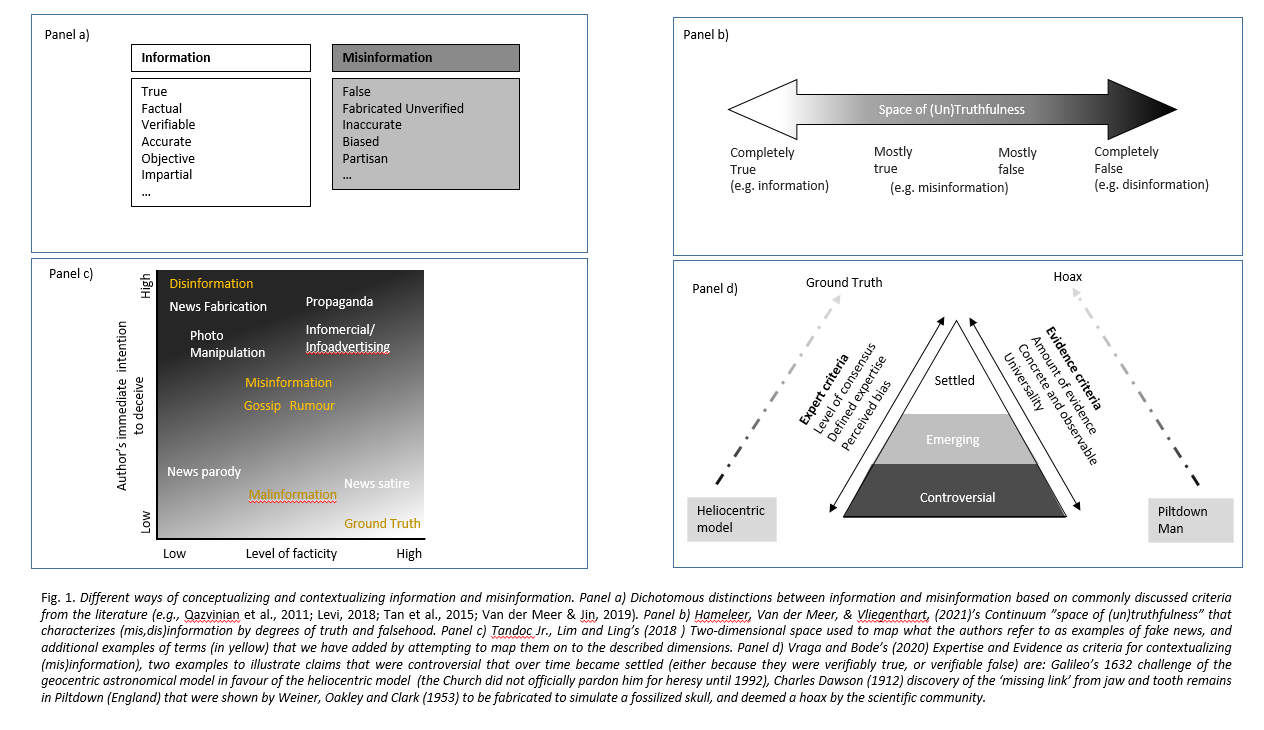 Panel a)
Information
Misinformation
True
Factual
Verifiable
Accurate
Objective
Impartial
...
False
Fabricated Unverified
Inaccurate
Biased
Partisan
...
Panel b)
Space of (Un)Truthfulness
Completely
True
(e.g. information)
Mostly
true
Mostly
false
(e.g. misinformation)
Completely
False
(e.g. disinformation)
Panel c)
High
Author's immediate intention
to deceive
Low
Disinformation
News Fabrication
Propaganda
Photo
Manipulation
Infomercial/
Infoadvertising
Misinformation
Gossip Rumour
News parody
News satire
Malinformation
Ground Truth
Low
Level of facticity
High
Panel d)
Ground Truth
Hoax
Expert criteria
Level of consensus
Defined expertise
Perceived bias
Evidence criteria
Amount of evidence
Concrete and observable
Universality
Settled
Emerging
Controversial
Heliocentric
model
Piltdown
Man
Fig. 1. Different ways of conceptualizing and contextualizing information and misinformation. Panel a) Dichotomous distinctions between information and misinformation based on commonly discussed criteria
from the literature (e.g., Qazvinian et al., 2011; Levi, 2018; Tan et al., 2015; Van der Meer & Jin, 2019). Panel b) Hameleer, Van der Meer, & Vliegenthart, (2021)'s Continuum "space of (un)truthfulness" that
characterizes (mis,dis)information by degrees of truth and falsehood. Panel c) Tandoc Jr., Lim and Ling's (2018 ) Two-dimensional space used to map what the authors refer to as examples of fake news, and
additional examples of terms (in yellow) that we have added by attempting to map them on to the described dimensions. Panel d) Vraga and Bode's (2020) Expertise and Evidence as criteria for contextualizing
(mis)information), two examples to illustrate claims that were controversial that over time became settled (either because they were verifiably true, or verifiable false) are: Galileo's 1632 challenge of the
geocentric astronomical model in favour of the heliocentric model (the Church did not officially pardon him for heresy until 1992), Charles Dawson (1912) discovery of the 'missing link' from jaw and tooth remains
in Piltdown (England) that were shown by Weiner, Oakley and Clark (1953) to be fabricated to simulate a fossilized skull, and deemed a hoax by the scientific community.